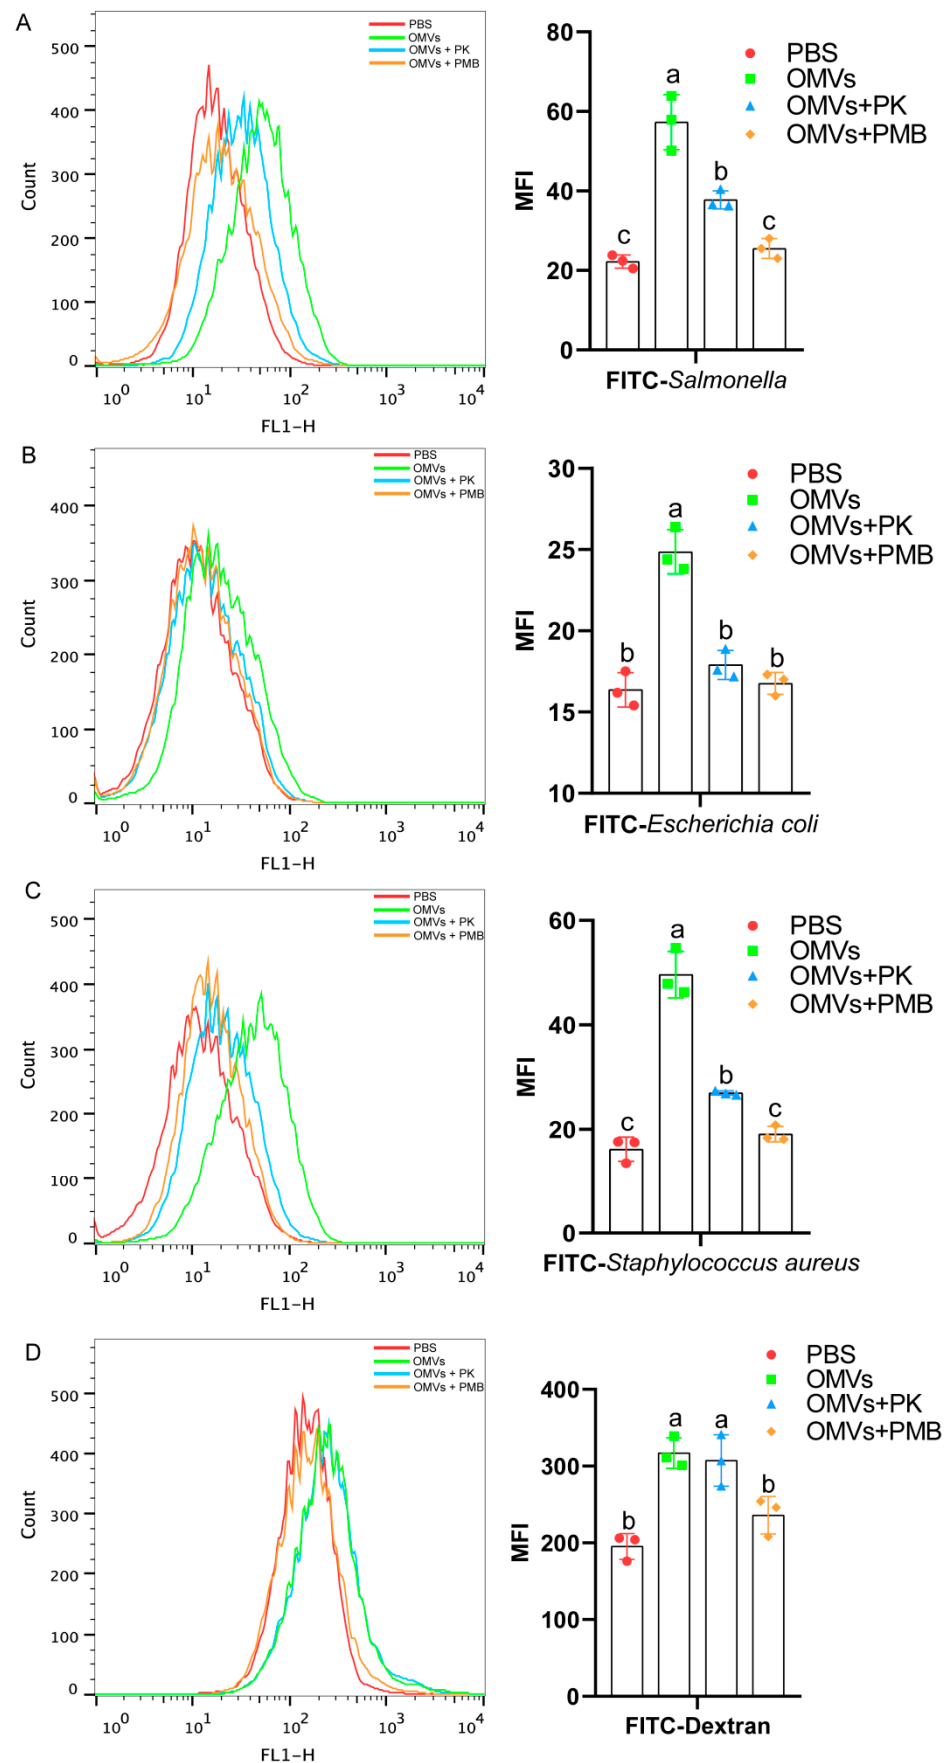 A
PBS
OMVs
OMVs + PK
OMVs + PMB
500
400
300
200
100
0
Count
10^0 10^1 10^2 10^3 10^4
FL1-H
80
60
40
20
0
MFI
PBS
OMVs
OMVs+PK
OMVs+PMB
c a b c
FITC-Salmonella
B
PBS
OMVs
OMVs + PK
OMVs + PMB
400
300
200
100
0
Count
10^0 10^1 10^2 10^3 10^4
FL1-H
30
25
20
15
10
MFI
PBS
OMVs
OMVs+PK
OMVs+PMB
b a b b
FITC-Escherichia coli
C
PBS
OMVs
OMVs + PK
OMVs + PMB
500
400
300
200
100
0
Count
10^0 10^1 10^2 10^3 10^4
FL1-H
60
40
20
0
MFI
PBS
OMVs
OMVs+PK
OMVs+PMB
c a b c
FITC-Staphylococcus aureus
D
PBS
OMVs
OMVs + PK
OMVs + PMB
500
400
300
200
100
0
Count
10^0 10^1 10^2 10^3 10^4
FL1-H
400
300
200
100
0
MFI
PBS
OMVs
OMVs+PK
OMVs+PMB
b a a b
FITC-Dextran